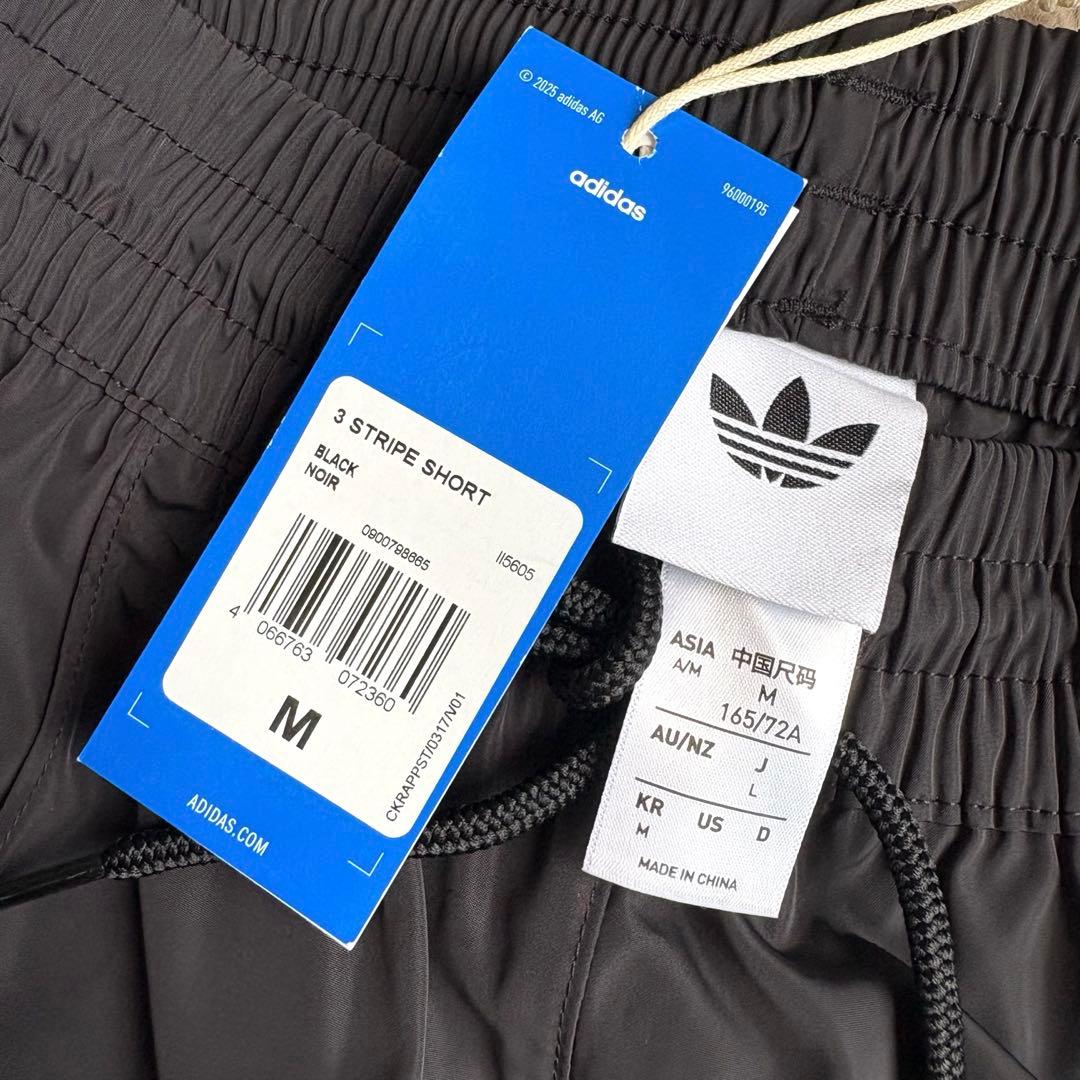 © 2025 adidas AG
adidas
96000195
3 STRIPE SHORT
BLACK
NOIR
0900798665
II5605
4 066763 072360
CKRAPPST/0317/V01
M
ADIDAS.COM
ASIA 中国尺码
A/M M
165/72A
AU/NZ J
L
KR US D
M
MADE IN CHINA